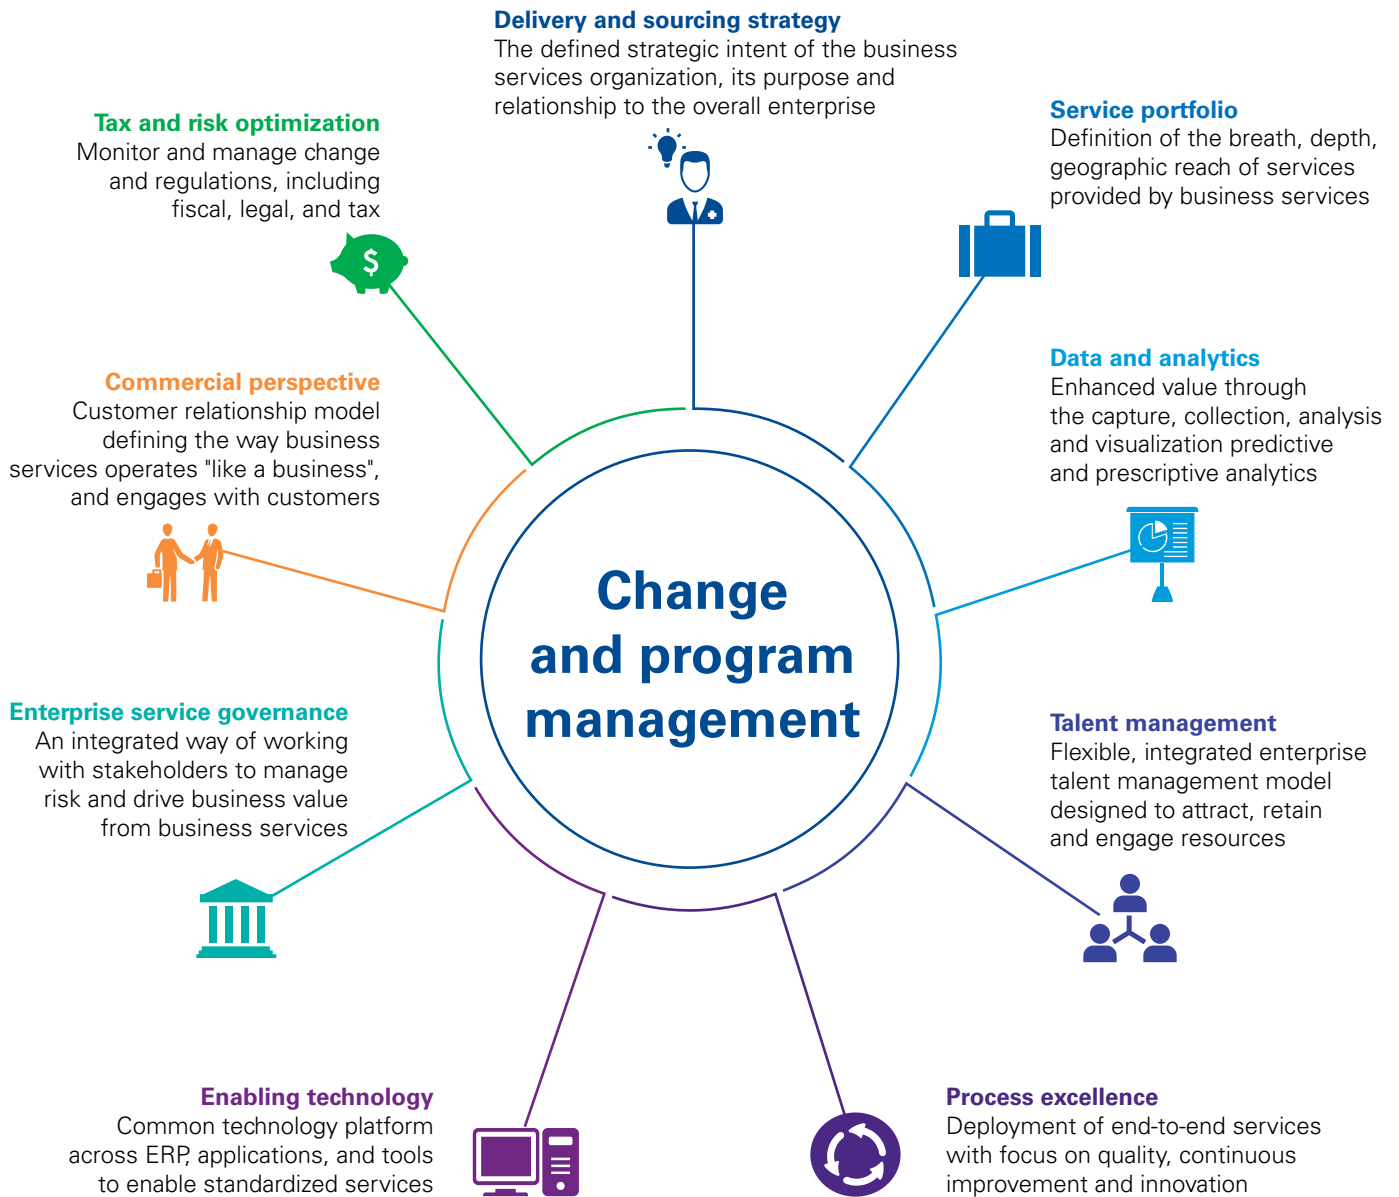 Delivery and sourcing strategy
The defined strategic intent of the business
services organization, its purpose and
relationship to the overall enterprise
Service portfolio
Definition of the breath, depth,
geographic reach of services
provided by business services
Data and analytics
Enhanced value through
the capture, collection, analysis
and visualization predictive
and prescriptive analytics
Talent management
Flexible, integrated enterprise
talent management model
designed to attract, retain
and engage resources
Process excellence
Deployment of end-to-end services
with focus on quality, continuous
improvement and innovation
Enabling technology
Common technology platform
across ERP, applications, and tools
to enable standardized services
Enterprise service governance
An integrated way of working
with stakeholders to manage
risk and drive business value
from business services
Commercial perspective
Customer relationship model
defining the way business
services operates "like a business",
and engages with customers
Tax and risk optimization
Monitor and manage change
and regulations, including
fiscal, legal, and tax
$
Change
and program
management